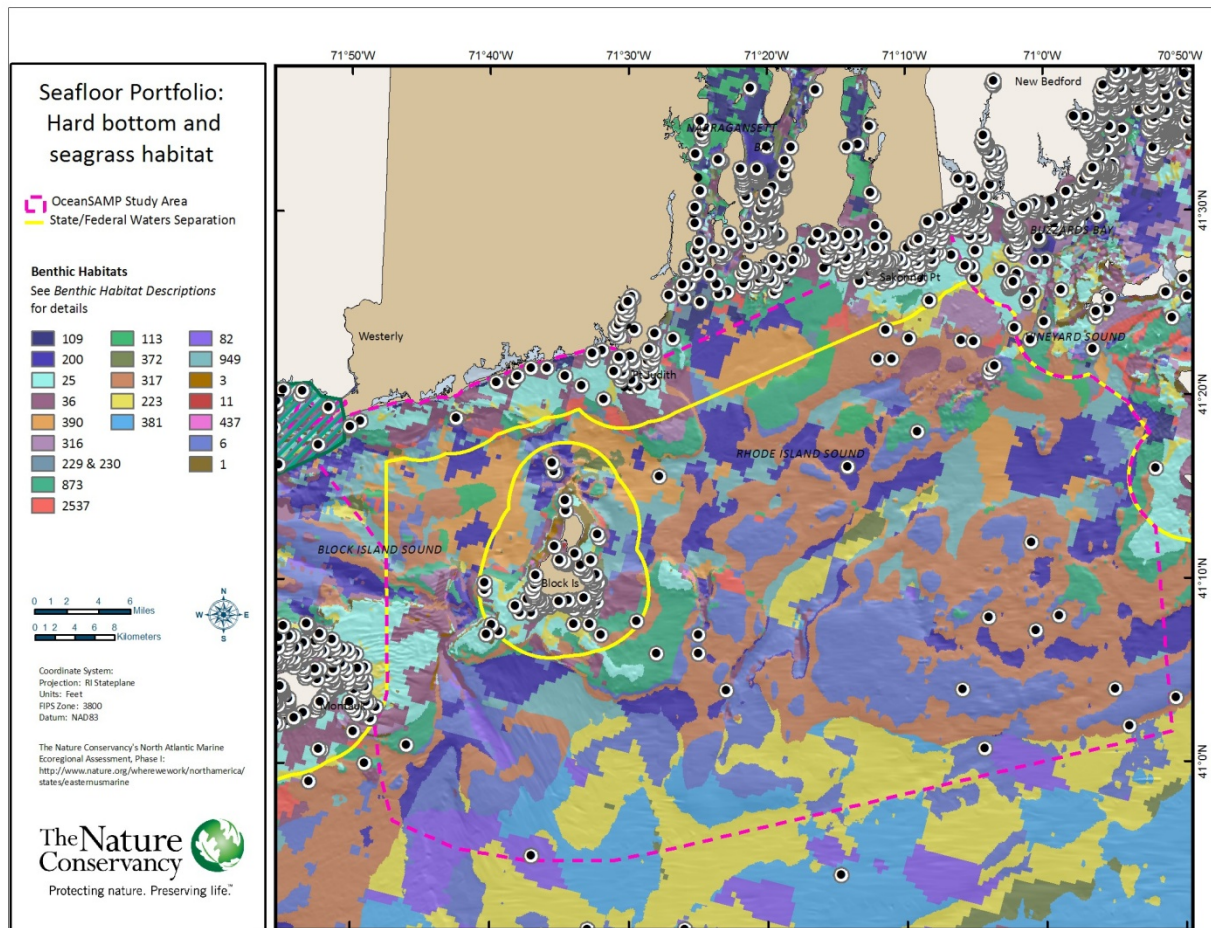 Seafloor Portfolio:
Hard bottom and
seagrass habitat
OceanSAMP Study Area
State/Federal Waters Separation
Benthic Habitats
See Benthic Habitat Descriptions
for details
109
200
25
36
390
316
229 & 230
873
2537
113
372
317
223
381
82
949
3
11
437
6
1
0 1 2 4 6
Miles
0 1 2 4 6 8
Kilometers
N
W E
S
Coordinate System:
Projection: RI Stateplane
Units: Feet
FIPS Zone: 3800
Datum: NAD83
The Nature Conservancy's North Atlantic Marine
Ecoregional Assessment, Phase I:
http://www.nature.org/wherewework/northamerica/
states/easternusmarine
The Nature
Conservancy
Protecting nature. Preserving life.™
71°50'W 71°40'W 71°30'W 71°20'W 71°10'W 71°0'W 70°50'W
New Bedford
NARRAGANSETT
BAY
41°30'N
BUZZARDS BAY
Sakonnet Pt
Westerly
VINEYARD SOUND
Pt Judith
41°20'N
RHODE ISLAND SOUND
BLOCK ISLAND SOUND
Block Is
41°10'N
Montauk
41°0'N